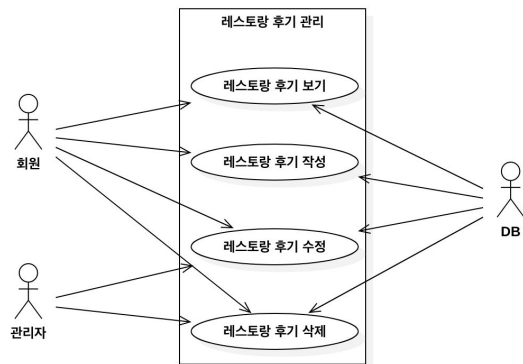 레스토랑 후기 관리
레스토랑 후기 보기
레스토랑 후기 작성
레스토랑 후기 수정
레스토랑 후기 삭제
회원
관리자
DB